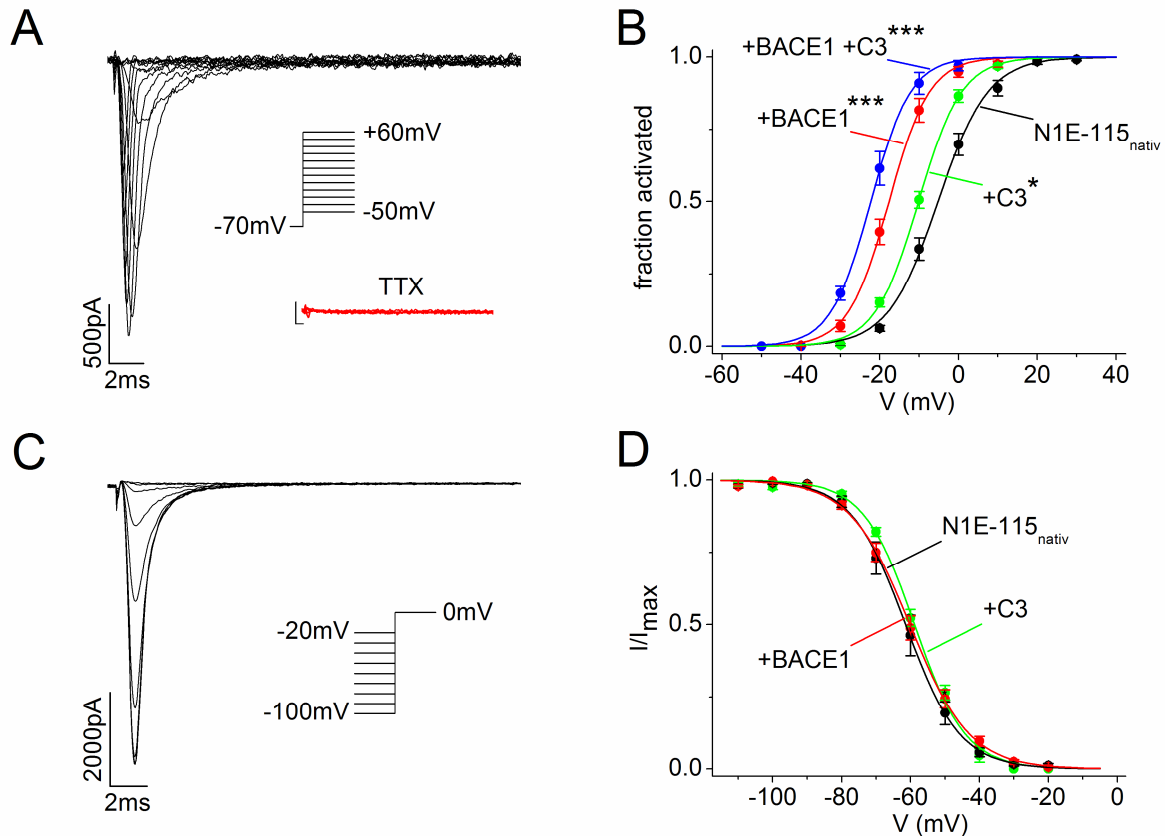 A
+60mV
-50mV
-70mV
TTX
500pA
2ms
B
+BACE1 +C3***
+BACE1***
N1E-115nativ
+C3*
fraction activated
1.0
0.5
0.0
-60 -40 -20 0 20 40
V (mV)
C
0mV
-20mV
-100mV
2000pA
2ms
D
N1E-115nativ
+C3
+BACE1
I/Imax
1.0
0.5
0.0
-100 -80 -60 -40 -20 0
V (mV)